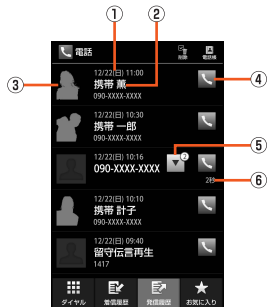 ① ②
電話 削除 電話帳
12/22(日) 11:00
③ 携帯 薫 ④
090-XXXX-XXXX
12/22(日) 10:30
携帯 一郎
090-XXXX-XXXX
⑤
12/22(日) 10:16
090-XXXX-XXXX 2
2秒 ⑥
12/22(日) 10:10
携帯 計子
090-XXXX-XXXX
12/22(日) 09:40
留守伝言再生
1417
ダイヤル 着信履歴 発信履歴 お気に入り